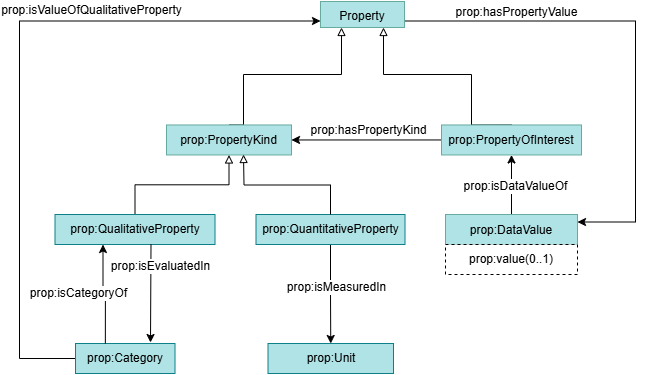 prop:isValueOfQualitativeProperty
Property
prop:hasPropertyValue
prop:hasPropertyKind
prop:PropertyKind
prop:PropertyOfInterest
prop:isDataValueOf
prop:QualitativeProperty
prop:QuantitativeProperty
prop:DataValue
prop:value(0..1)
prop:isEvaluatedIn
prop:isMeasuredIn
prop:isCategoryOf
prop:Category
prop:Unit